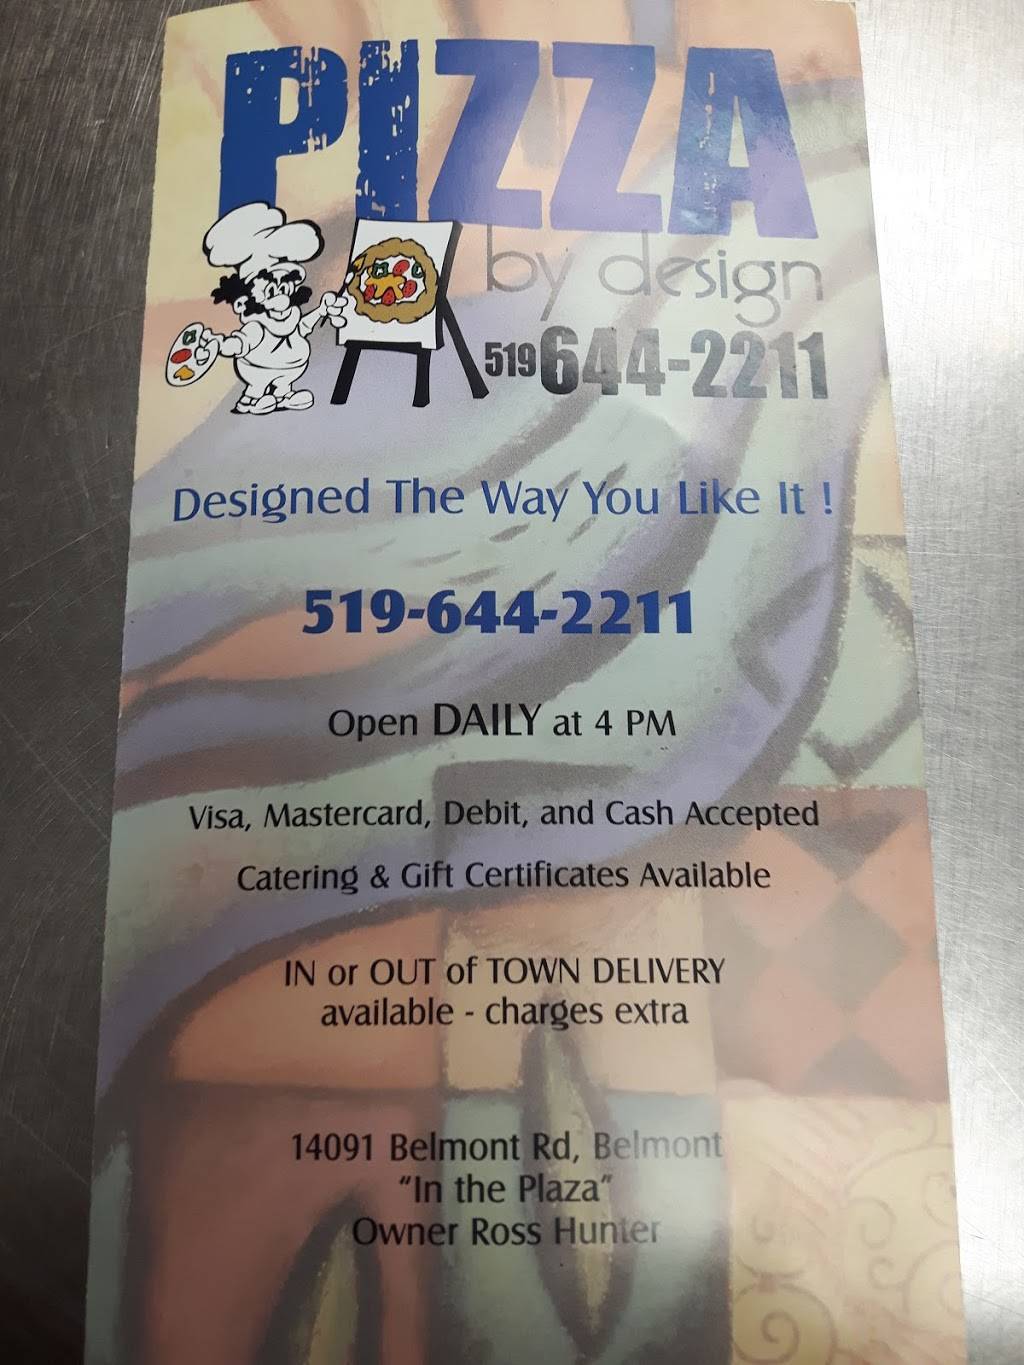 PIZZA
by design
519 644-2211
Designed The Way You Like It !
519-644-2211
Open DAILY at 4 PM
Visa, Mastercard, Debit, and Cash Accepted
Catering & Gift Certificates Available
IN or OUT of TOWN DELIVERY
available - charges extra
14091 Belmont Rd, Belmont
“In the Plaza”
Owner Ross Hunter